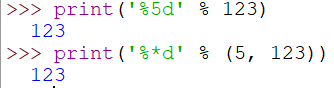 >>> print('%5d' % 123)
  123
>>> print('%*d' % (5, 123))
  123